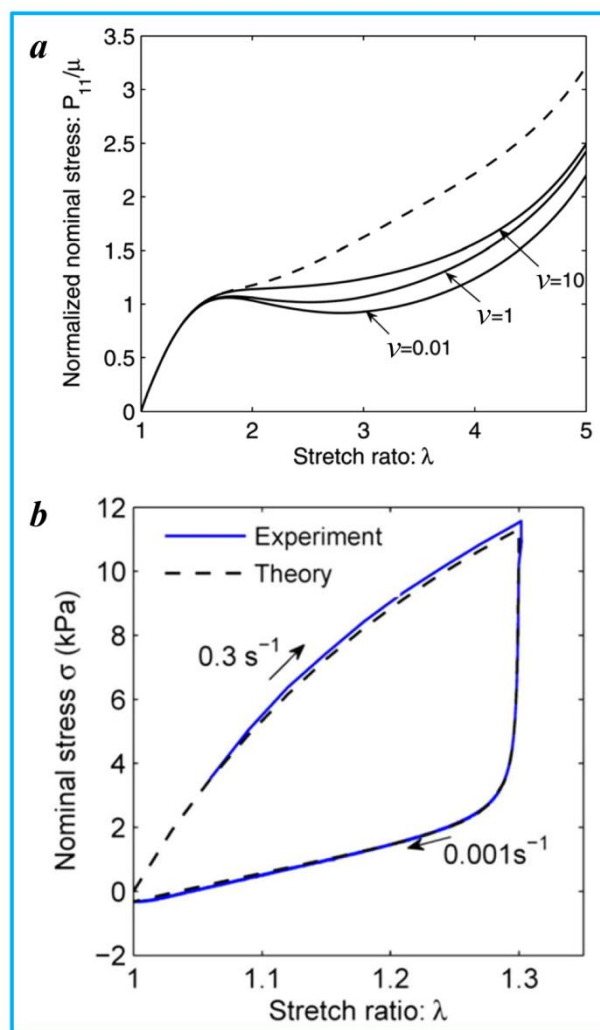 a
Normalized nominal stress: P₁₁/μ
3.5
3
2.5
2
1.5
1
0.5
0
ν=10
ν=1
ν=0.01
1 2 3 4 5
Stretch rato: λ
b
Nominal stress σ (kPa)
12
10
8
6
4
2
0
−2
Experiment
Theory
0.3 s⁻¹
0.001s⁻¹
1 1.1 1.2 1.3
Stretch ratio: λ